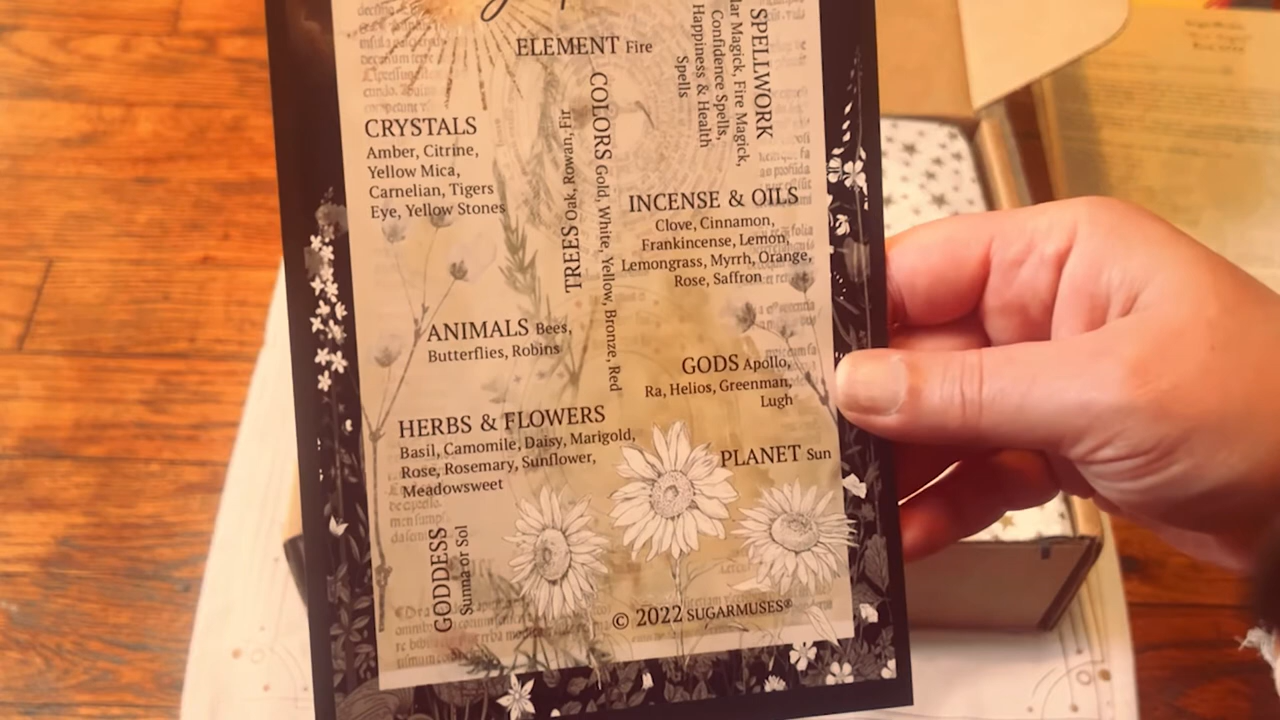 ELEMENT Fire
SPELLWORK
Magick, Fire Magick,
Confidence Spells,
Happiness & Health
Spells
CRYSTALS
Amber, Citrine,
Yellow Mica,
Carnelian, Tigers
Eye, Yellow Stones
TREES Oak, Rowan, Fir
COLORS Gold, White, Yellow, Bronze, Red
INCENSE & OILS
Clove, Cinnamon,
Frankincense, Lemon,
Lemongrass, Myrrh, Orange,
Rose, Saffron
ANIMALS Bees,
Butterflies, Robins
GODS Apollo,
Ra, Helios, Greenman,
Lugh
HERBS & FLOWERS
Basil, Camomile, Daisy, Marigold,
Rose, Rosemary, Sunflower,
Meadowsweet
PLANET Sun
GODDESS
Sunna or Sol
© 2022 SUGARMUSES®